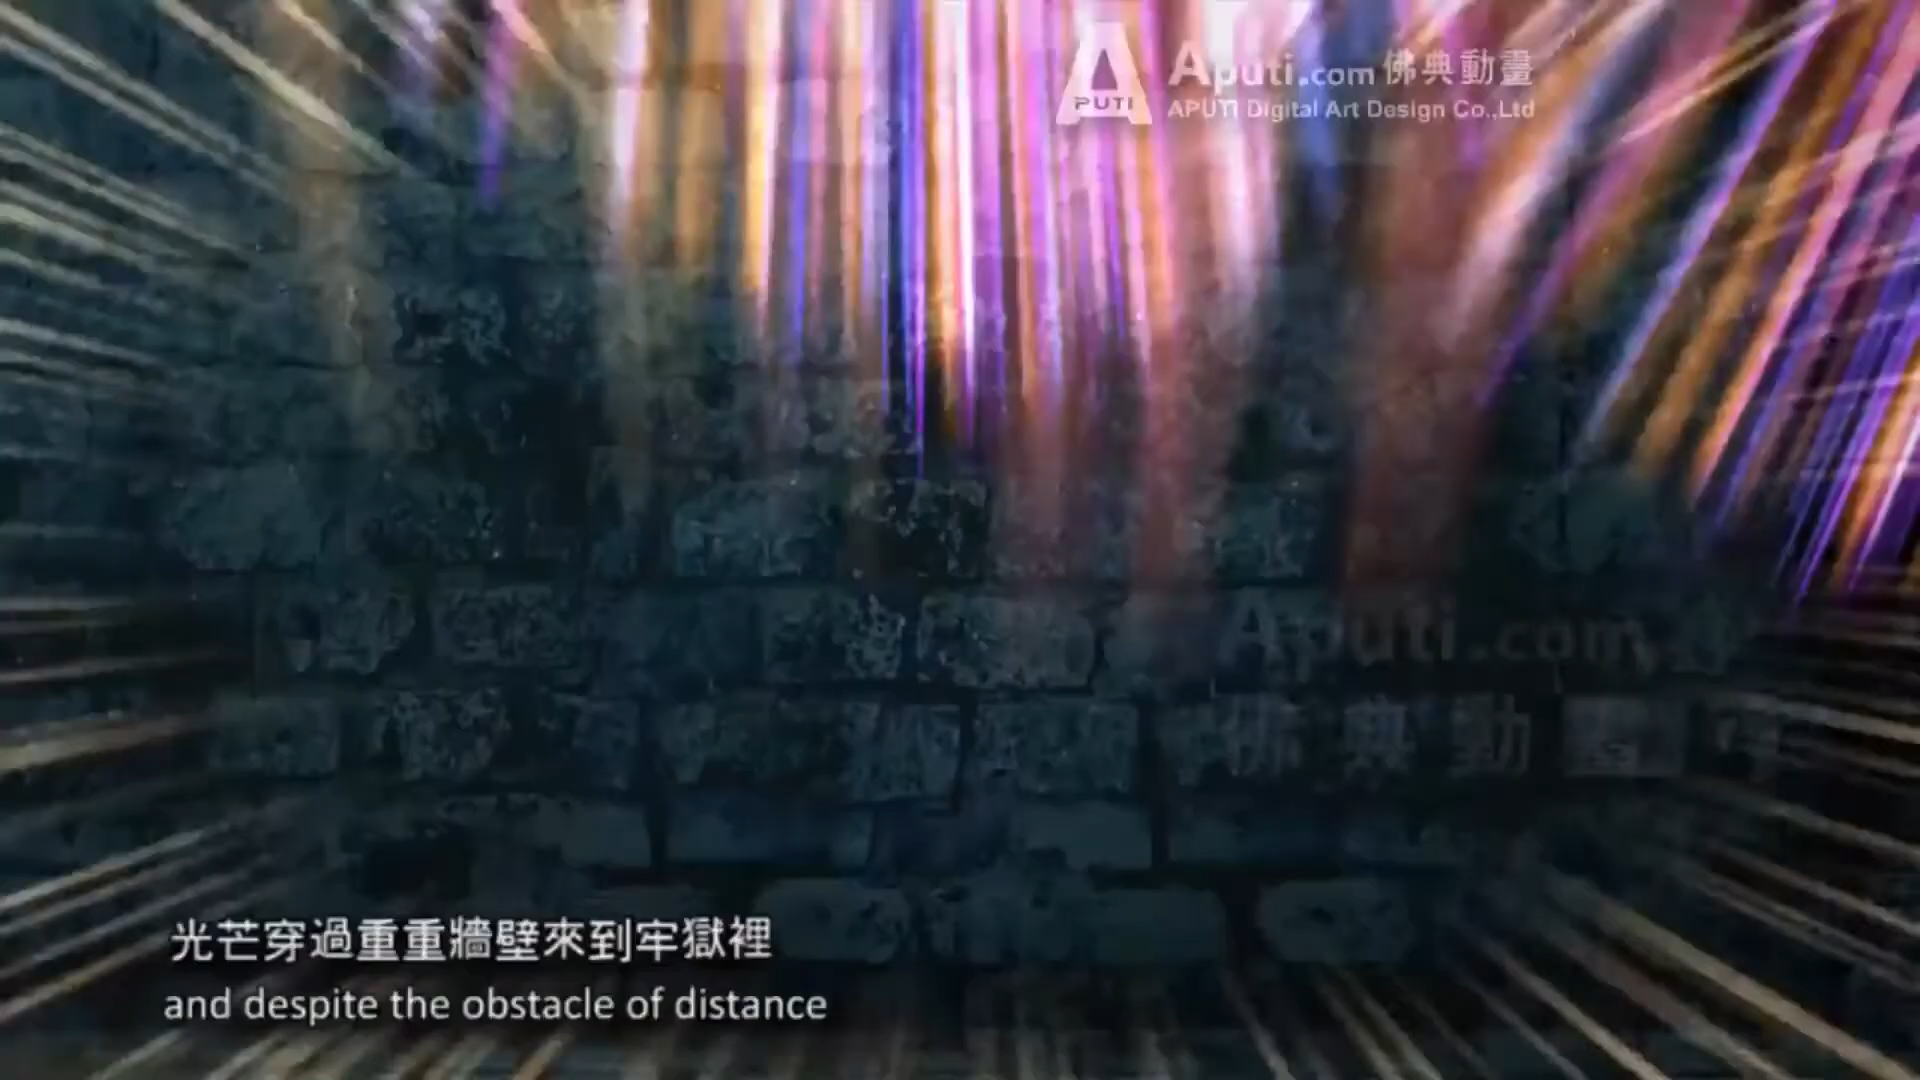 A
PUTI
Aputi.com 佛典動畫
APUTI Digital Art Design Co.,Ltd
Aputi.com
佛典動畫
光芒穿過重重牆壁來到牢獄裡
and despite the obstacle of distance